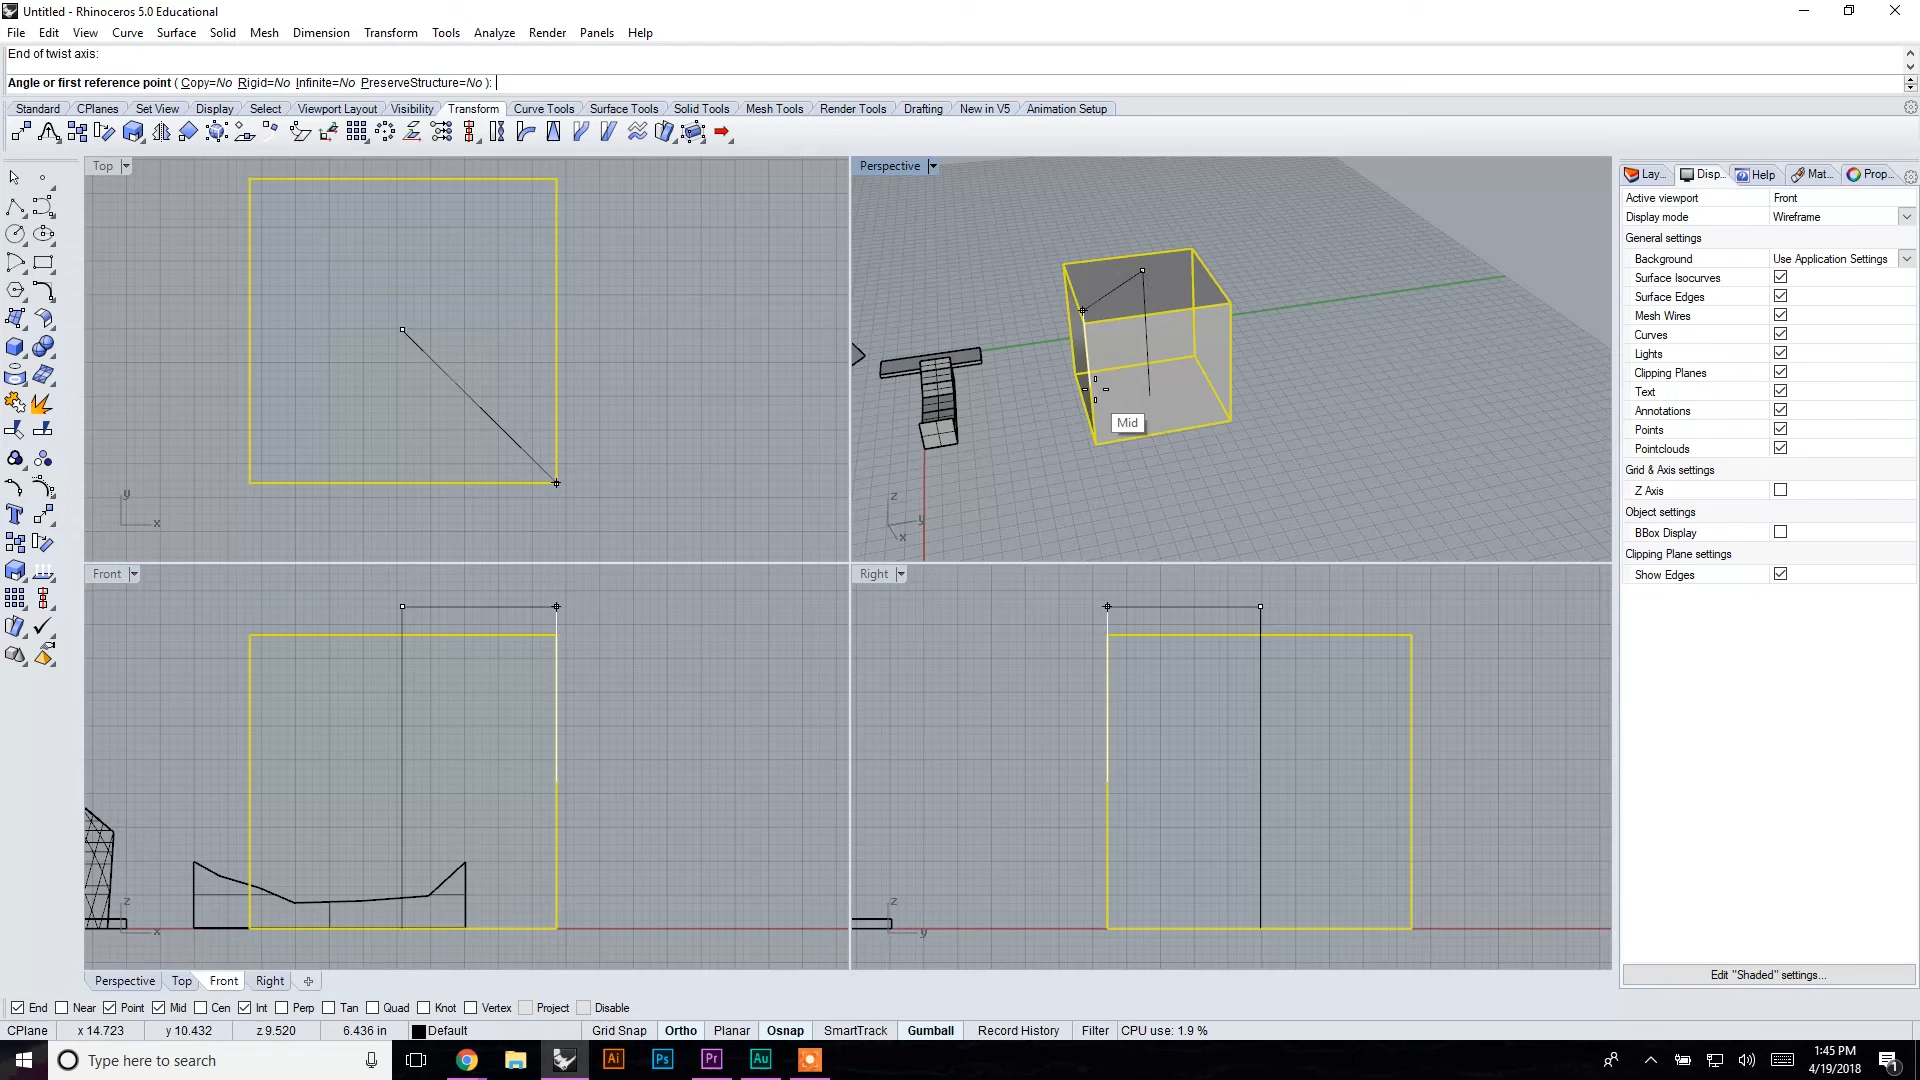 Untitled - Rhinoceros 5.0 Educational
File Edit View Curve Surface Solid Mesh Dimension Transform Tools Analyze Render Panels Help
End of twist axis:
Angle or first reference point ( Copy=No Rigid=No Infinite=No PreserveStructure=No ):
Standard CPlanes Set View Display Select Viewport Layout Visibility Transform Curve Tools Surface Tools Solid Tools Mesh Tools Render Tools Drafting New in V5 Animation Setup
Top
y
x
Perspective
Mid
z
y
x
Front
z
x
Right
z
y
Lay... Disp... Help Mat... Prop...
Active viewport Front
Display mode Wireframe
General settings
Background Use Application Settings
Surface Isocurves
Surface Edges
Mesh Wires
Curves
Lights
Clipping Planes
Text
Annotations
Points
Pointclouds
Grid & Axis settings
Z Axis
Object settings
BBox Display
Clipping Plane settings
Show Edges
Edit "Shaded" settings...
Perspective Top Front Right
End Near Point Mid Cen Int Perp Tan Quad Knot Vertex Project Disable
CPlane x 14.723 y 10.432 z 9.520 6.436 in Default Grid Snap Ortho Planar Osnap SmartTrack Gumball Record History Filter CPU use: 1.9 %
Type here to search
Ai Ps Pr Au
1:45 PM
4/19/2018
1